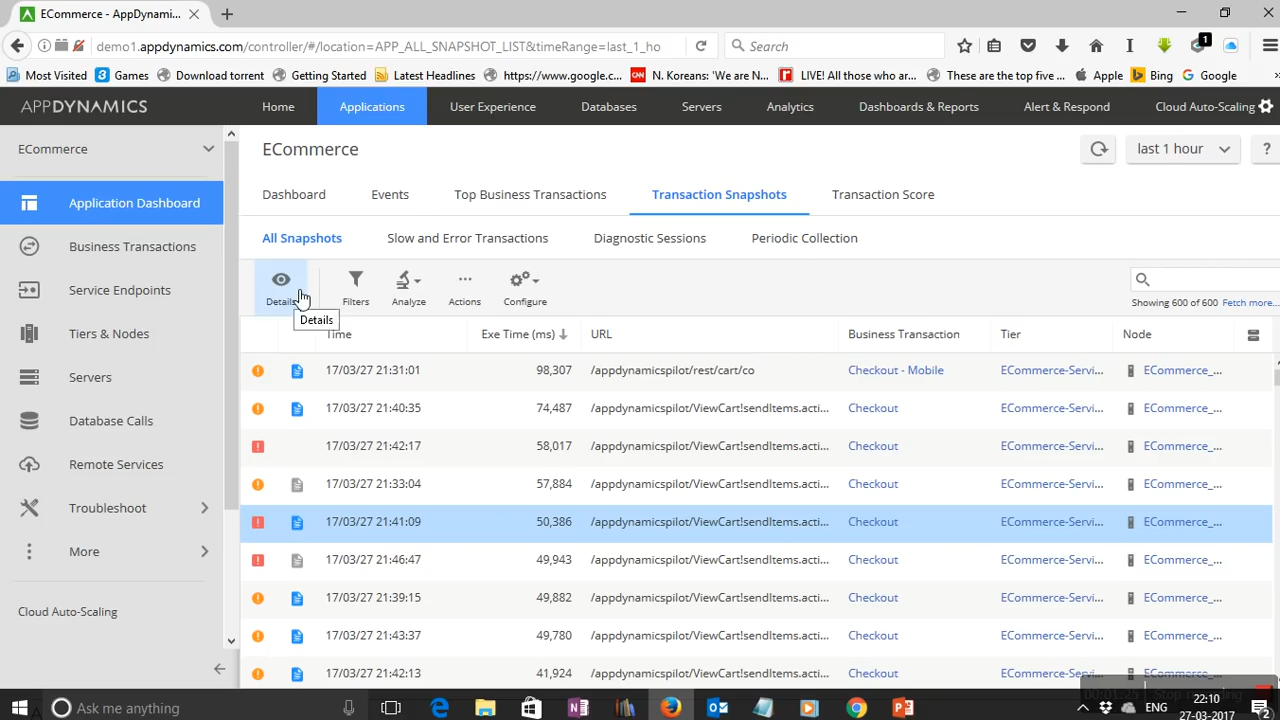 ECommerce - AppDynami...
demo1.appdynamics.com/controller/#/location=APP_ALL_SNAPSHOT_LIST&timeRange=last_1_ho
Search
1
Most Visited
Games
Download torrent
Getting Started
Latest Headlines
https://www.google.c...
N. Koreans: 'We are N...
LIVE! All those who ar...
These are the top five ...
Apple
Bing
Google
APPDYNAMICS
Home
Applications
User Experience
Databases
Servers
Analytics
Dashboards & Reports
Alert & Respond
Cloud Auto-Scaling
ECommerce
Application Dashboard
Business Transactions
Service Endpoints
Tiers & Nodes
Servers
Database Calls
Remote Services
Troubleshoot
More
Cloud Auto-Scaling
ECommerce
last 1 hour
?
Dashboard
Events
Top Business Transactions
Transaction Snapshots
Transaction Score
All Snapshots
Slow and Error Transactions
Diagnostic Sessions
Periodic Collection
Details
Filters
Analyze
Actions
Configure
Showing 600 of 600 Fetch more...
Details
Time Exe Time (ms) URL Business Transaction Tier Node
17/03/27 21:31:01 98,307 /appdynamicspilot/rest/cart/co Checkout - Mobile ECommerce-Servi... ECommerce_...
17/03/27 21:40:35 74,487 /appdynamicspilot/ViewCart!sendItems.acti... Checkout ECommerce-Servi... ECommerce_...
17/03/27 21:42:17 58,017 /appdynamicspilot/ViewCart!sendItems.acti... Checkout ECommerce-Servi... ECommerce_...
17/03/27 21:33:04 57,884 /appdynamicspilot/ViewCart!sendItems.acti... Checkout ECommerce-Servi... ECommerce_...
17/03/27 21:41:09 50,386 /appdynamicspilot/ViewCart!sendItems.acti... Checkout ECommerce-Servi... ECommerce_...
17/03/27 21:46:47 49,943 /appdynamicspilot/ViewCart!sendItems.acti... Checkout ECommerce-Servi... ECommerce_...
17/03/27 21:39:15 49,882 /appdynamicspilot/ViewCart!sendItems.acti... Checkout ECommerce-Servi... ECommerce_...
17/03/27 21:43:37 49,780 /appdynamicspilot/ViewCart!sendItems.acti... Checkout ECommerce-Servi... ECommerce_...
17/03/27 21:42:13 41,924 /appdynamicspilot/ViewCart!sendItems.acti... Checkout ECommerce-Servi... ECommerce_...
00:01:25
Ask me anything
ENG
22:10
27-03-2017
2